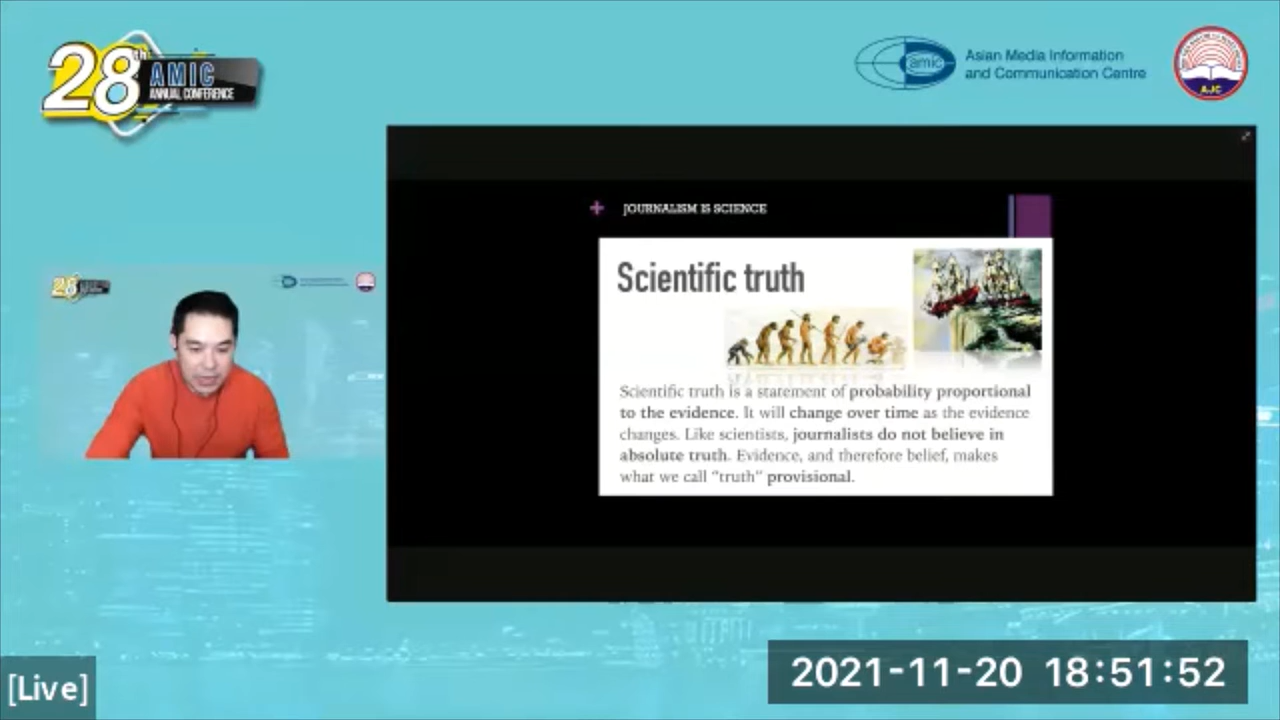 28th
AMIC
ANNUAL CONFERENCE
amic
Asian Media Information
and Communication Centre
AJC
28
JOURNALISM IS SCIENCE
Scientific truth
Scientific truth is a statement of probability proportional
to the evidence. It will change over time as the evidence
changes. Like scientists, journalists do not believe in
absolute truth. Evidence, and therefore belief, makes
what we call "truth" provisional.
[Live]
2021-11-20 18:51:52